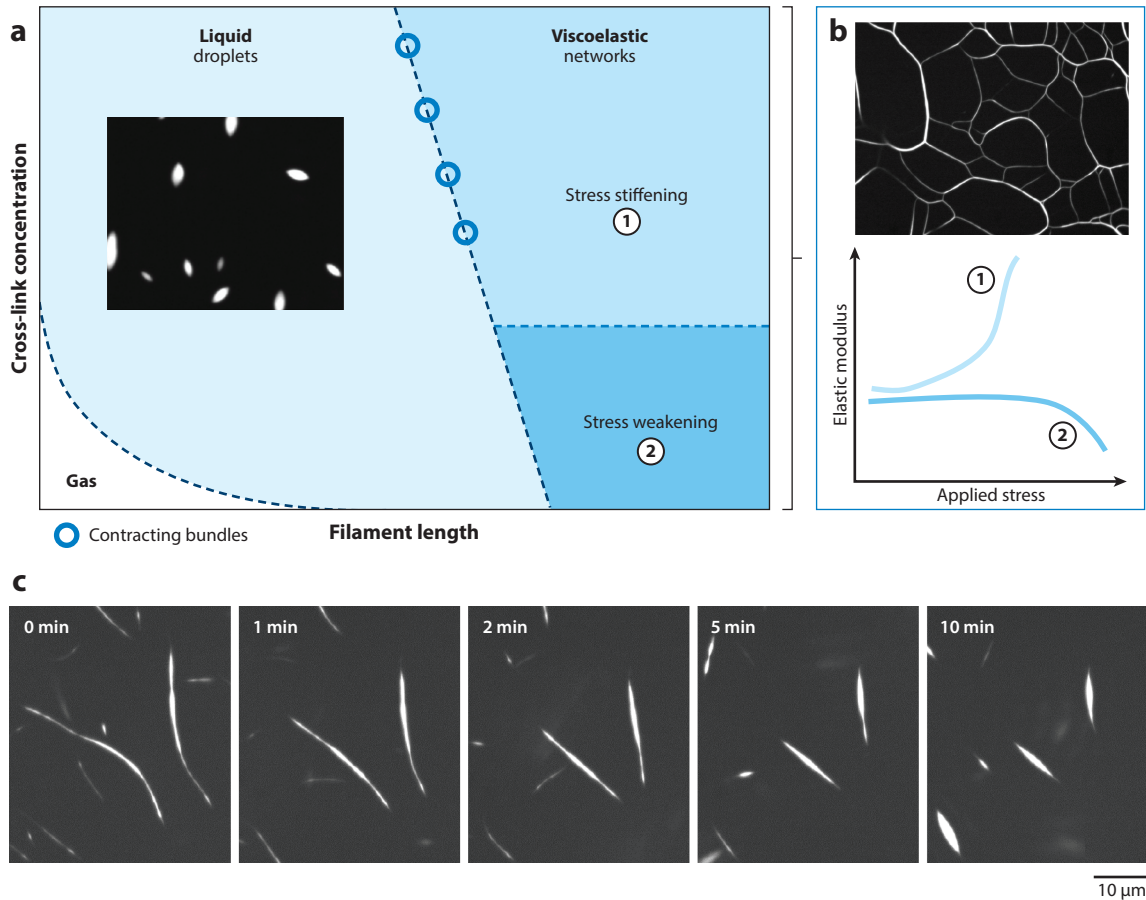 a
Liquid
droplets
Viscoelastic
networks
Cross-link concentration
Stress stiffening
1
Stress weakening
2
Gas
Contracting bundles
Filament length
b
Elastic modulus
1
2
Applied stress
c
0 min
1 min
2 min
5 min
10 min
10 µm